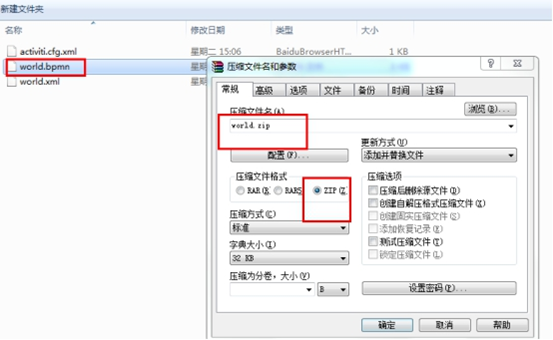 新建文件夹
名称 修改日期 类型 大小
activiti.cfg.xml 星期二 15:06 BaiduBrowserHT... 1 KB
world.bpmn
world.xml
压缩文件名和参数
常规 高级 选项 文件 备份 时间 注释
压缩文件名(A) 浏览(B)...
world.zip
更新方式(U)
配置(F)... 添加并替换文件
压缩文件格式 压缩选项
RAR(R) RAR5 ZIP(Z) 压缩后删除源文件(D)
创建自解压格式压缩文件(X)
压缩方式(C) 创建固实压缩文件(S)
标准 添加恢复记录(E)
字典大小(I) 测试压缩文件(T)
32 KB 锁定压缩文件(L)
压缩为分卷，大小(V)
B 设置密码(P)...
确定 取消 帮助